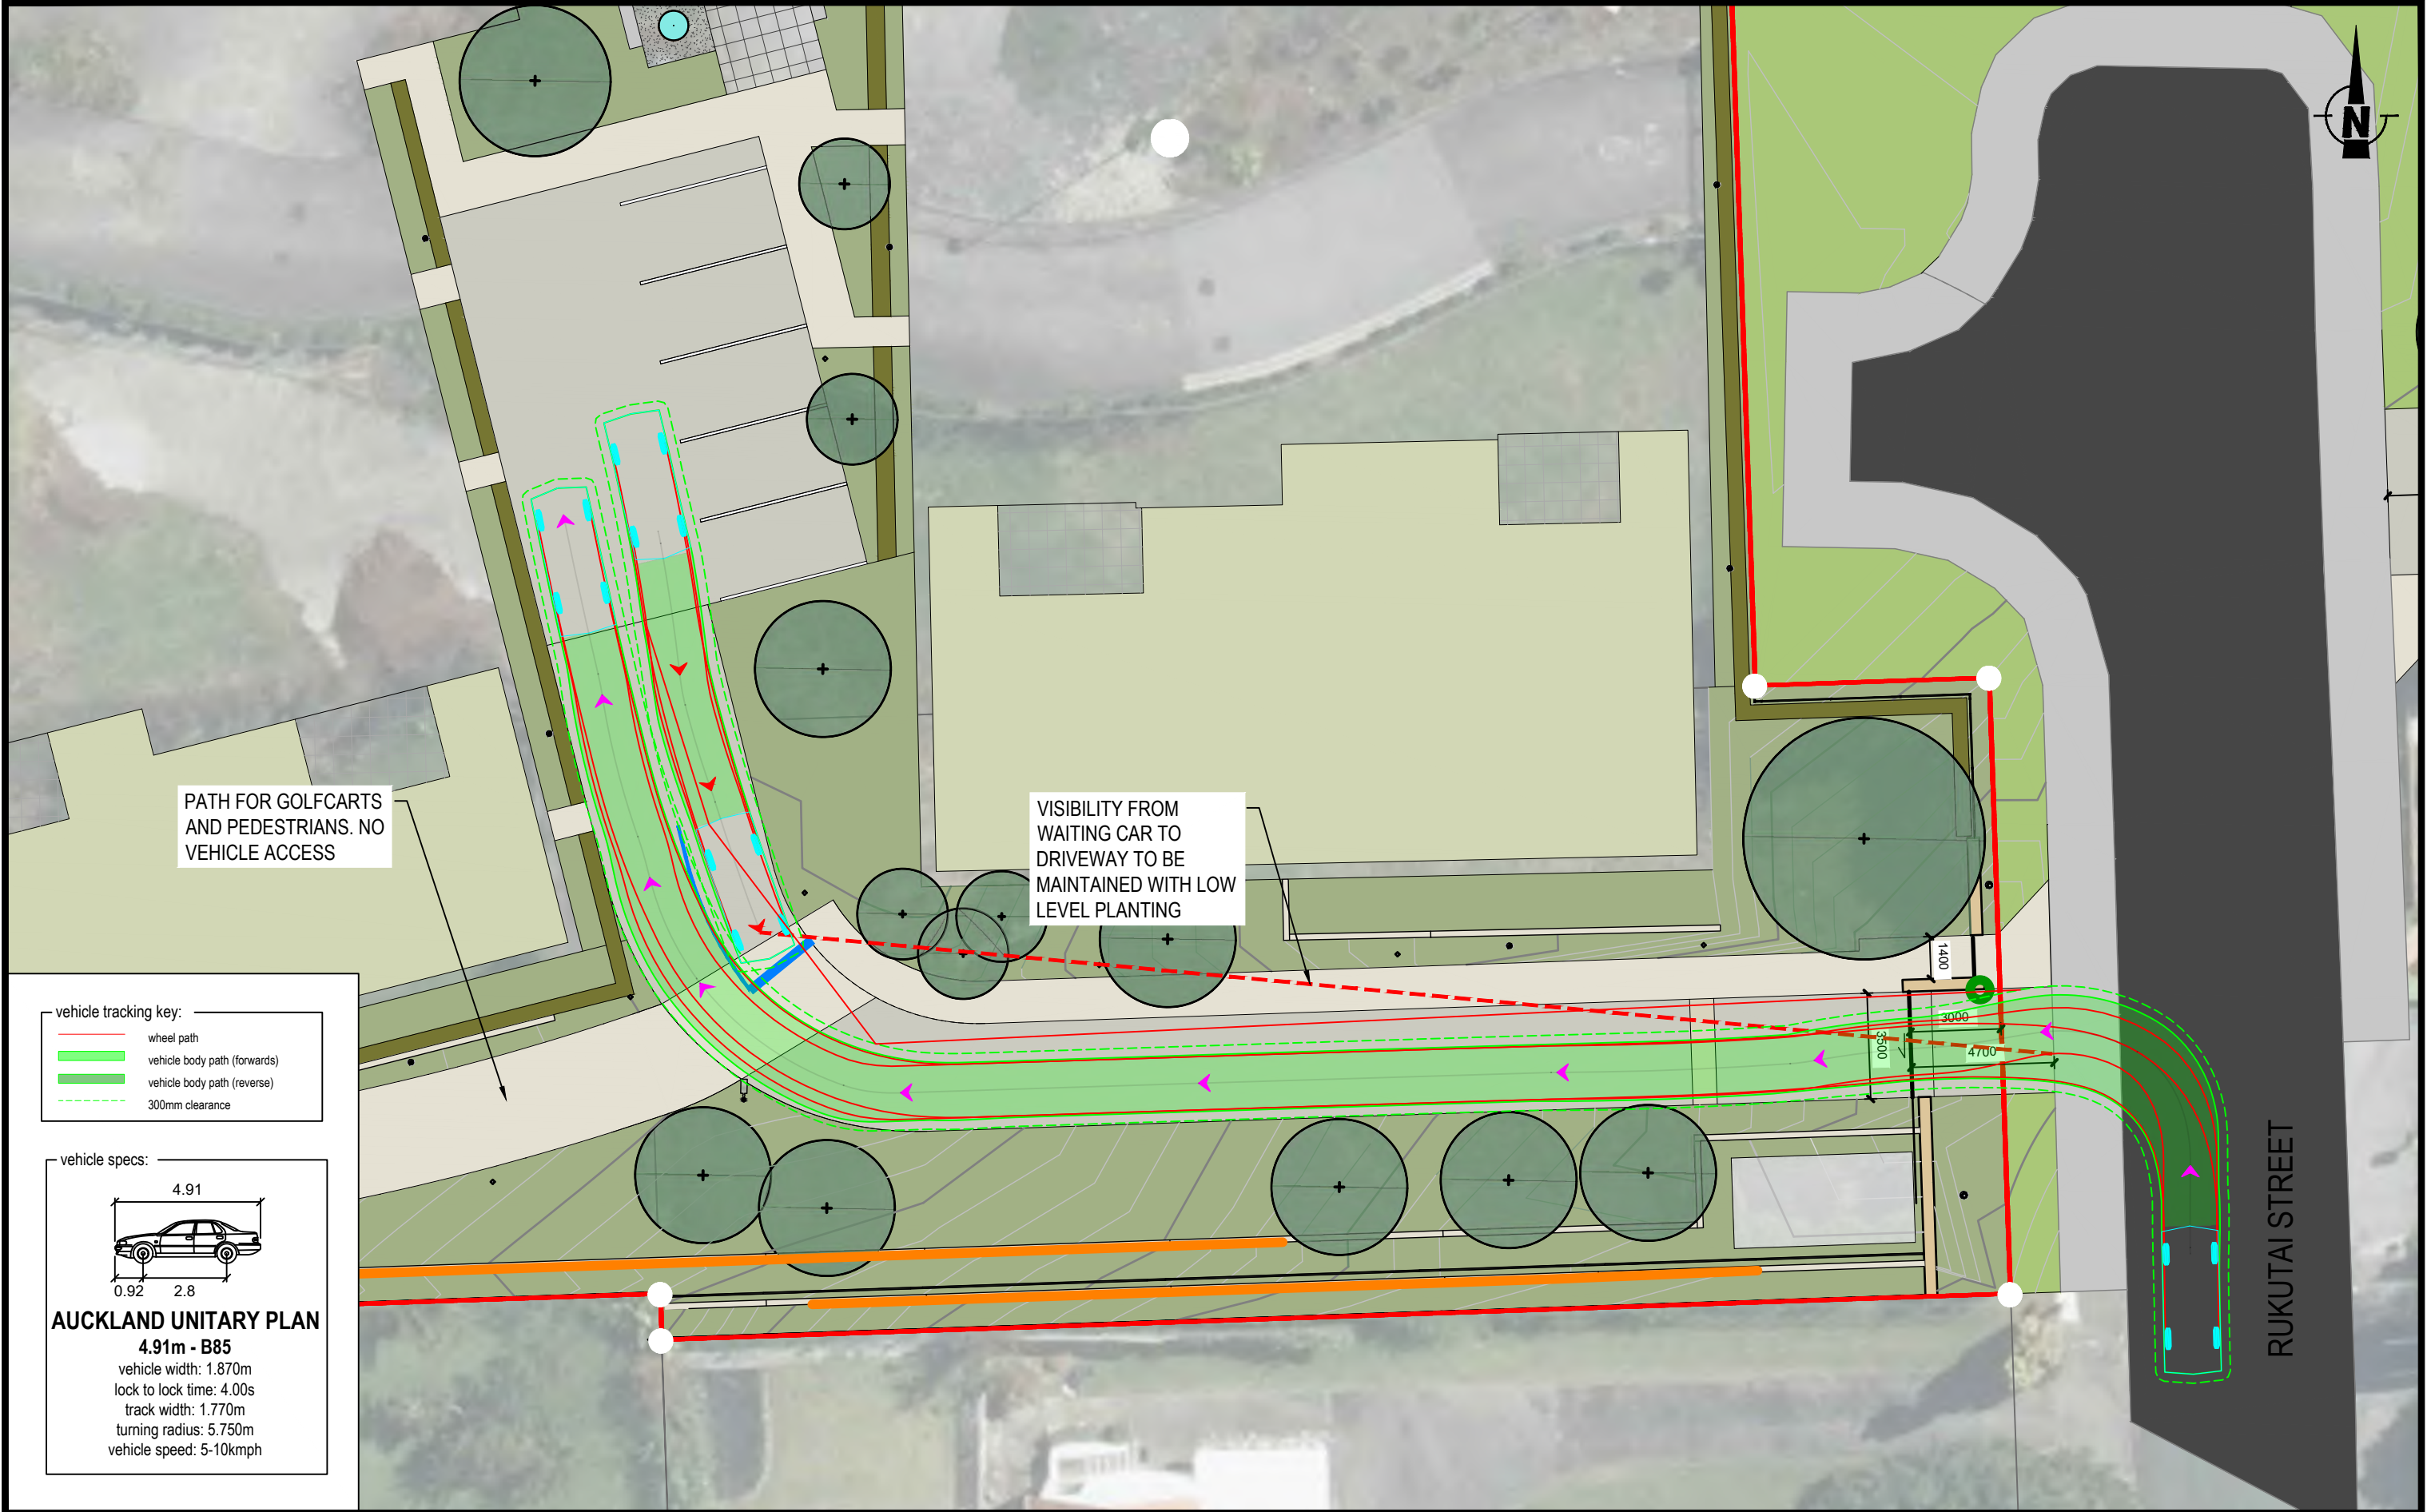 N
PATH FOR GOLFCARTS
AND PEDESTRIANS. NO
VEHICLE ACCESS
VISIBILITY FROM
WAITING CAR TO
DRIVEWAY TO BE
MAINTAINED WITH LOW
LEVEL PLANTING
1400
3000
3500
4700
RUKUTAI STREET
vehicle tracking key:
wheel path
vehicle body path (forwards)
vehicle body path (reverse)
300mm clearance
vehicle specs:
4.91
0.92 2.8
AUCKLAND UNITARY PLAN
4.91m - B85
vehicle width: 1.870m
lock to lock time: 4.00s
track width: 1.770m
turning radius: 5.750m
vehicle speed: 5-10kmph